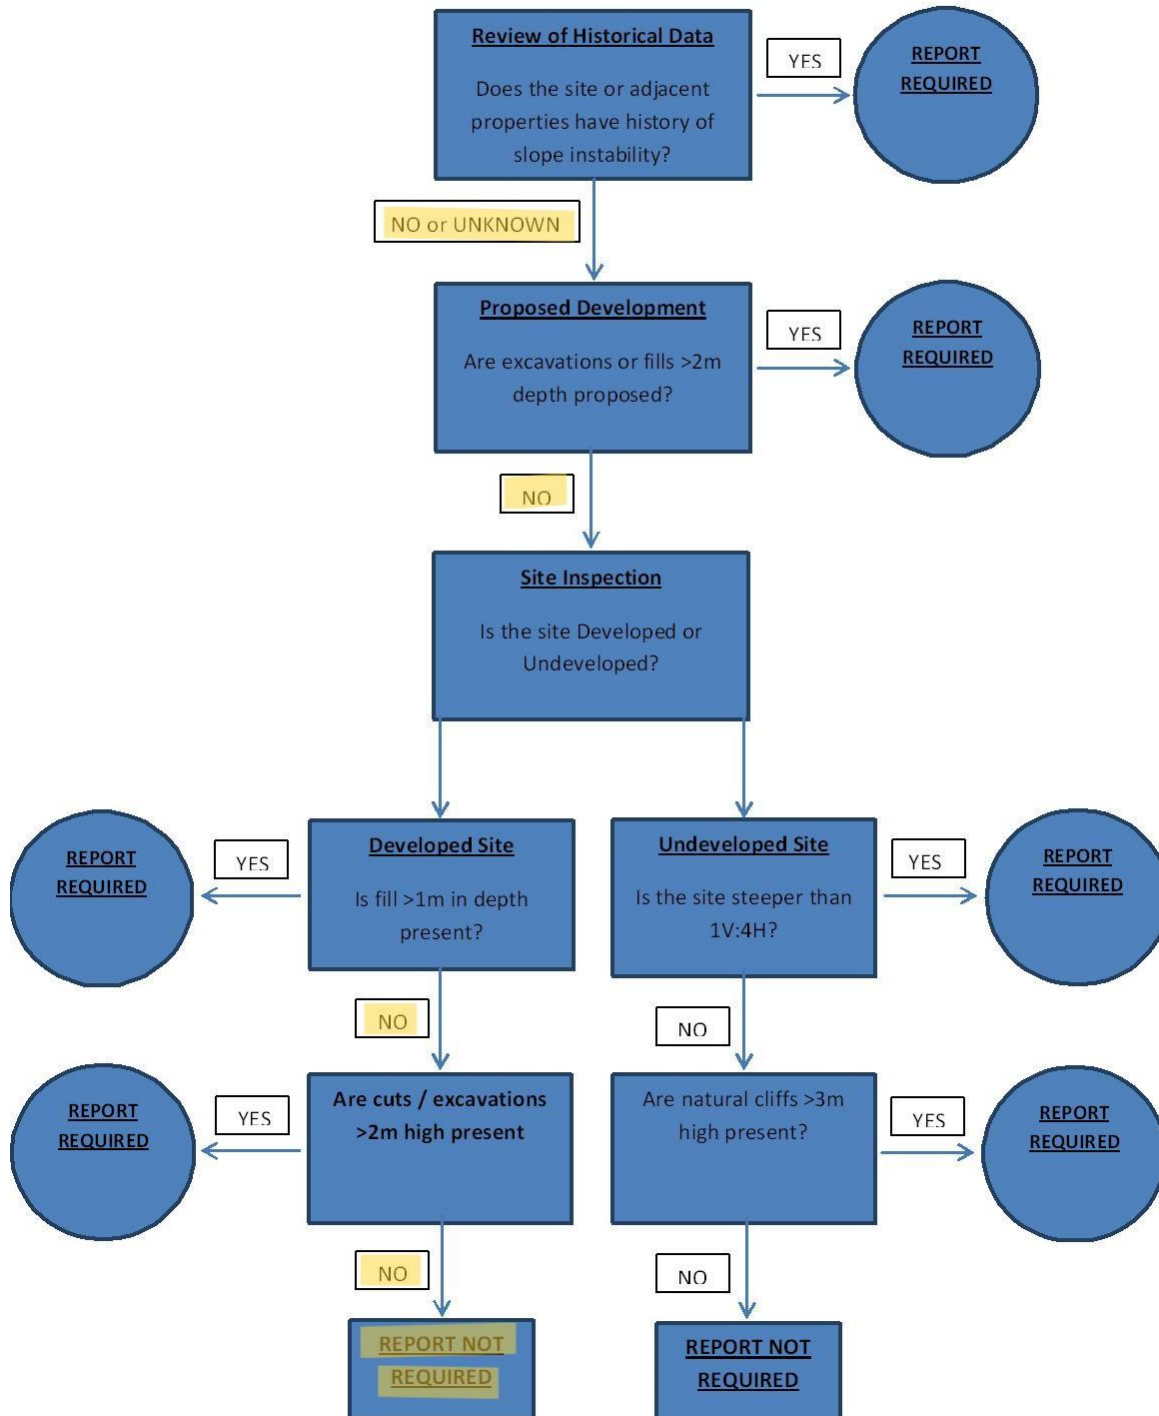 Review of Historical Data
Does the site or adjacent
properties have history of
slope instability?
YES
REPORT
REQUIRED
NO or UNKNOWN
Proposed Development
Are excavations or fills >2m
depth proposed?
YES
REPORT
REQUIRED
NO
Site Inspection
Is the site Developed or
Undeveloped?
REPORT
REQUIRED
YES
Developed Site
Is fill >1m in depth
present?
Undeveloped Site
Is the site steeper than
1V:4H?
YES
REPORT
REQUIRED
NO
NO
REPORT
REQUIRED
YES
Are cuts / excavations
>2m high present
Are natural cliffs >3m
high present?
YES
REPORT
REQUIRED
NO
NO
REPORT NOT
REQUIRED
REPORT NOT
REQUIRED